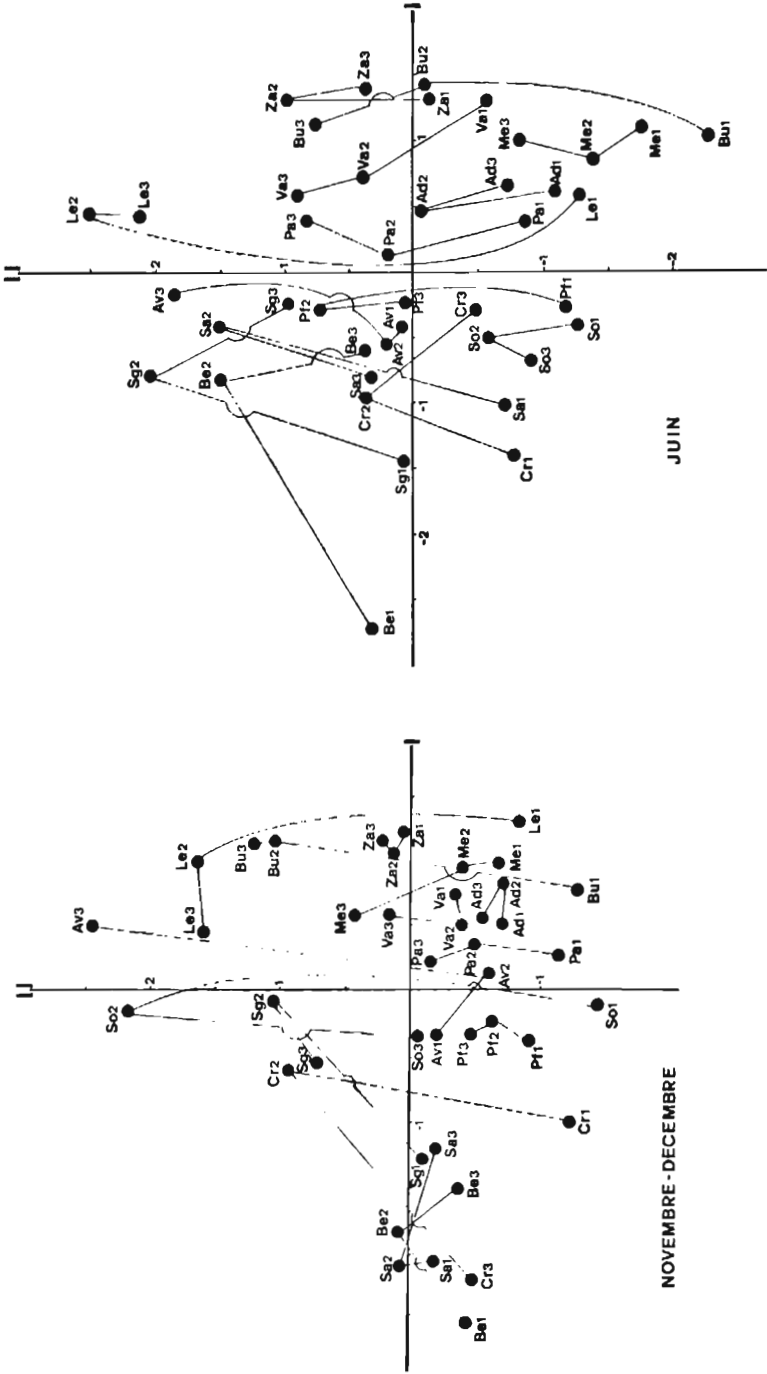 II
Za2
Za3
Bu2
Bu3
Za1
Va1
Me3
Me2
Me1
Bu1
1
Va3
Va2
Ad2
Ad3
Ad1
Le1
Le2
Le3
Pa3
Pa2
Pa1
2
1
-1
-2
Av3
Sa2
Sg3
Pf2
Av1
Pf3
Cr3
Pf1
Be3
Av2
So2
So1
So3
Sg2
Be2
Sa3
Cr2
Sa1
-1
Sg1
Cr1
-2
Be1
JUIN
I
II
Le2
Bu3
Bu2
Za3
Za2
Za1
Le1
Me2
Me1
Av3
Le3
Me3
Va3
Va1
Va2
Ad3
Ad2
Ad1
Bu1
Pa3
Pa2
Pa1
Av2
2
1
-1
So2
Sg2
So1
Cr2
Sg3
So3
Av1
Pf3
Pf2
Pf1
-1
Cr1
Sg1
Sa3
Be2
Be3
Sa2
Sa1
Cr3
Be1
NOVEMBRE-DECEMBRE
I